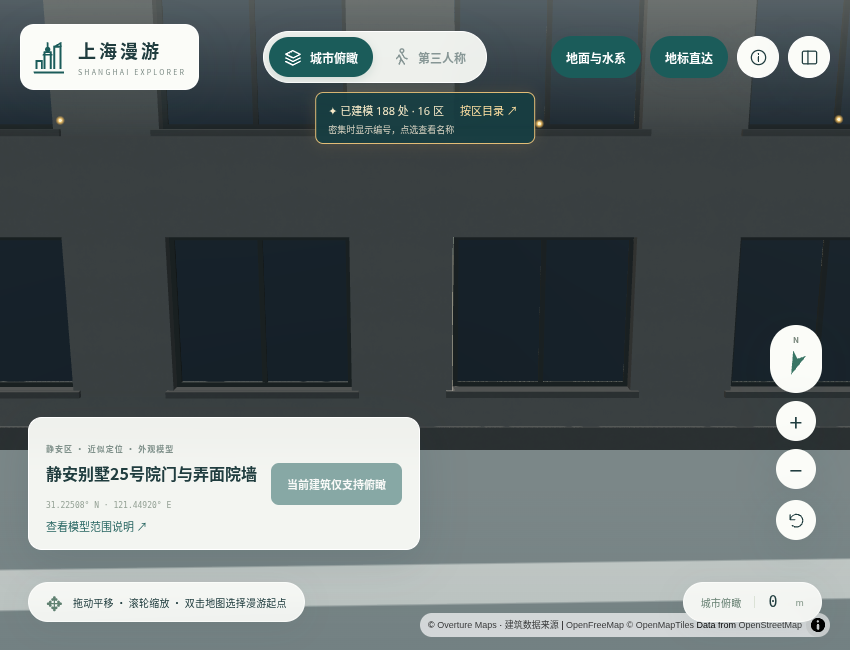 上海漫游
SHANGHAI EXPLORER
城市俯瞰
第三人称
地面与水系
地标直达
✦ 已建模 188 处 · 16 区 按区目录 ↗
密集时显示编号，点选查看名称
N
+
−
静安区 · 近似定位 · 外观模型
静安别墅25号院门与弄面院墙
31.22508° N · 121.44920° E
查看模型范围说明 ↗
当前建筑仅支持俯瞰
拖动平移 · 滚轮缩放 · 双击地图选择漫游起点
城市俯瞰 0 m
© Overture Maps · 建筑数据来源 | OpenFreeMap © OpenMapTiles Data from OpenStreetMap